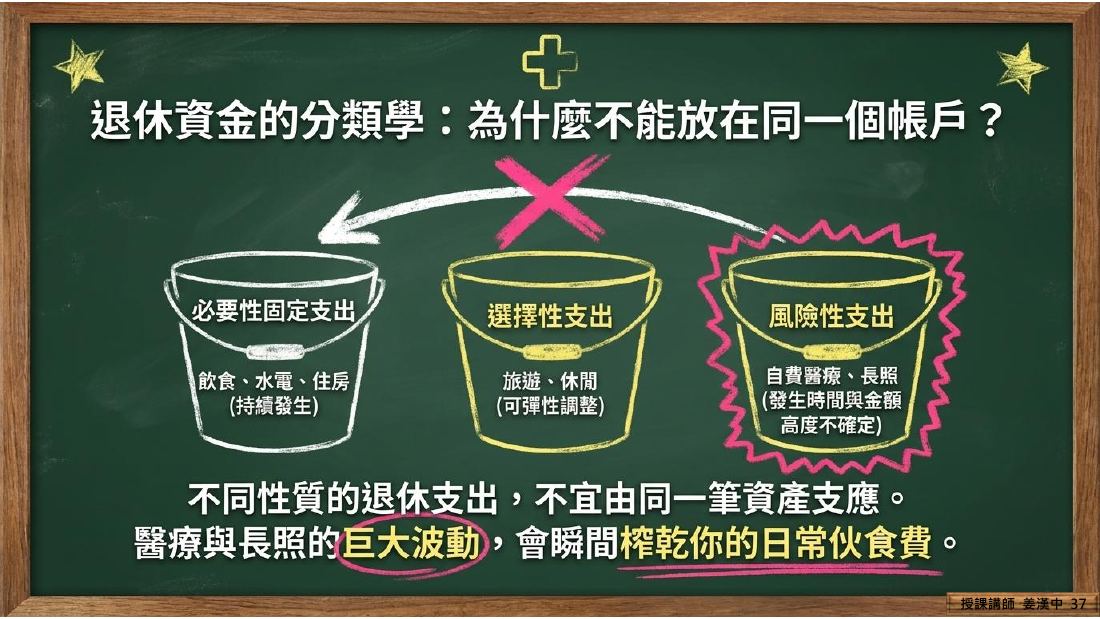 退休資金的分類學：為什麼不能放在同一個帳戶？
必要性固定支出
飲食、水電、住房
(持續發生)
選擇性支出
旅遊、休閒
(可彈性調整)
風險性支出
自費醫療、長照
(發生時間與金額
高度不確定)
不同性質的退休支出，不宜由同一筆資產支應。
醫療與長照的巨大波動，會瞬間榨乾你的日常伙食費。
授課講師 姜漢中 37